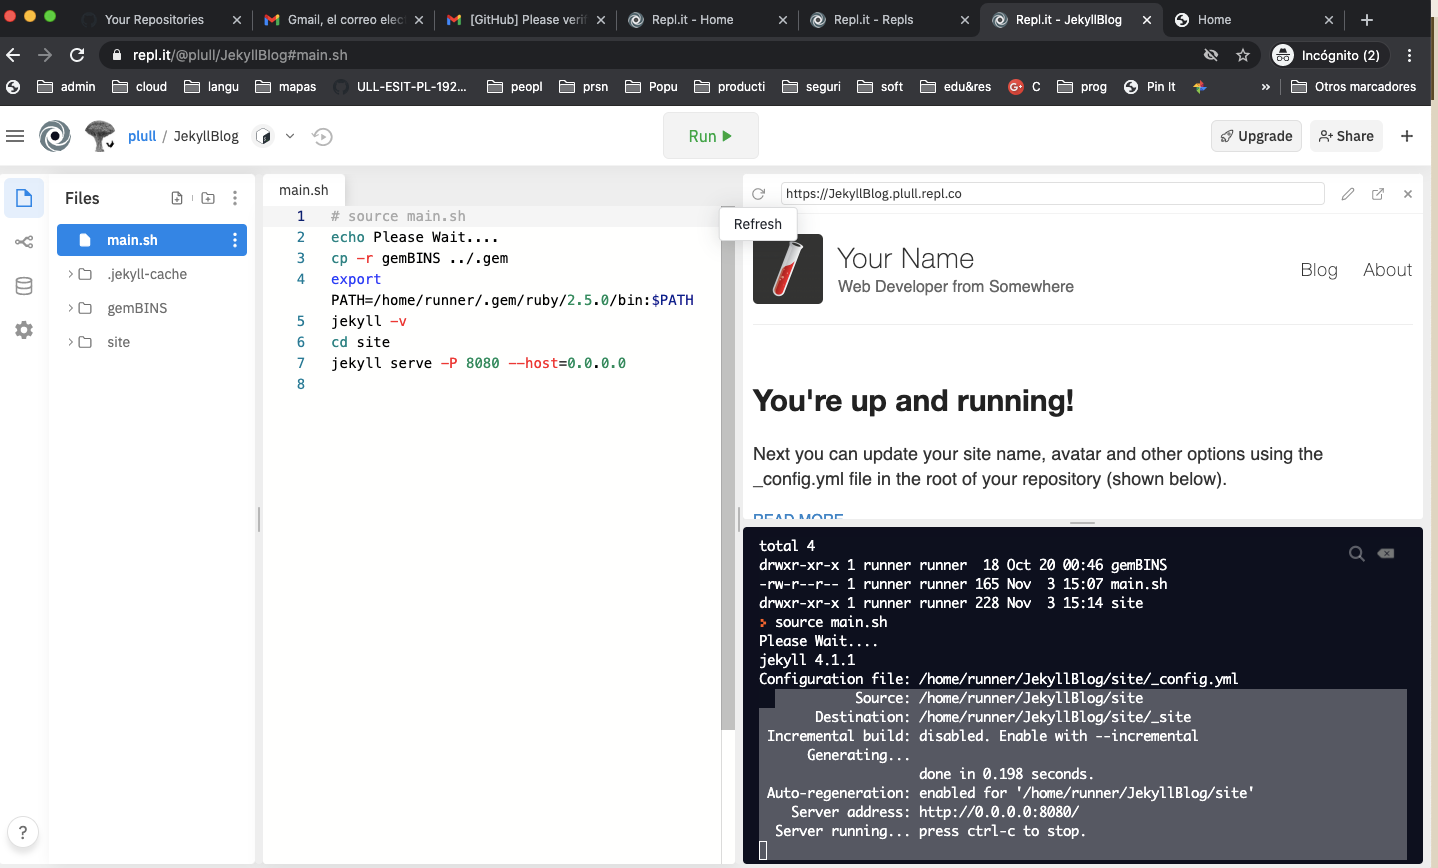 Your Repositories
Gmail, el correo elec
[GitHub] Please verif
Repl.it - Home
Repl.it - Repls
Repl.it - JekyllBlog
Home
repl.it/@plull/JekyllBlog#main.sh
Incógnito (2)
admin
cloud
langu
mapas
ULL-ESIT-PL-192...
peopl
prsn
Popu
producti
seguri
soft
edu&res
G+ C
prog
Pin It
»
Otros marcadores
plull / JekyllBlog
Run
Upgrade
Share
Files
main.sh
.jekyll-cache
gemBINS
site
?
main.sh
1 # source main.sh
2 echo Please Wait....
3 cp -r gemBINS ../.gem
4 export
PATH=/home/runner/.gem/ruby/2.5.0/bin:$PATH
5 jekyll -v
6 cd site
7 jekyll serve -P 8080 --host=0.0.0.0
8
https://JekyllBlog.plull.repl.co
Refresh
Your Name
Web Developer from Somewhere
Blog
About
You're up and running!
Next you can update your site name, avatar and other options using the
_config.yml file in the root of your repository (shown below).
READ MORE
total 4
drwxr-xr-x 1 runner runner  18 Oct 20 00:46 gemBINS
-rw-r--r-- 1 runner runner 165 Nov  3 15:07 main.sh
drwxr-xr-x 1 runner runner 228 Nov  3 15:14 site
source main.sh
Please Wait....
jekyll 4.1.1
Configuration file: /home/runner/JekyllBlog/site/_config.yml
Source: /home/runner/JekyllBlog/site
Destination: /home/runner/JekyllBlog/site/_site
Incremental build: disabled. Enable with --incremental
Generating...
done in 0.198 seconds.
Auto-regeneration: enabled for '/home/runner/JekyllBlog/site'
Server address: http://0.0.0.0:8080/
Server running... press ctrl-c to stop.